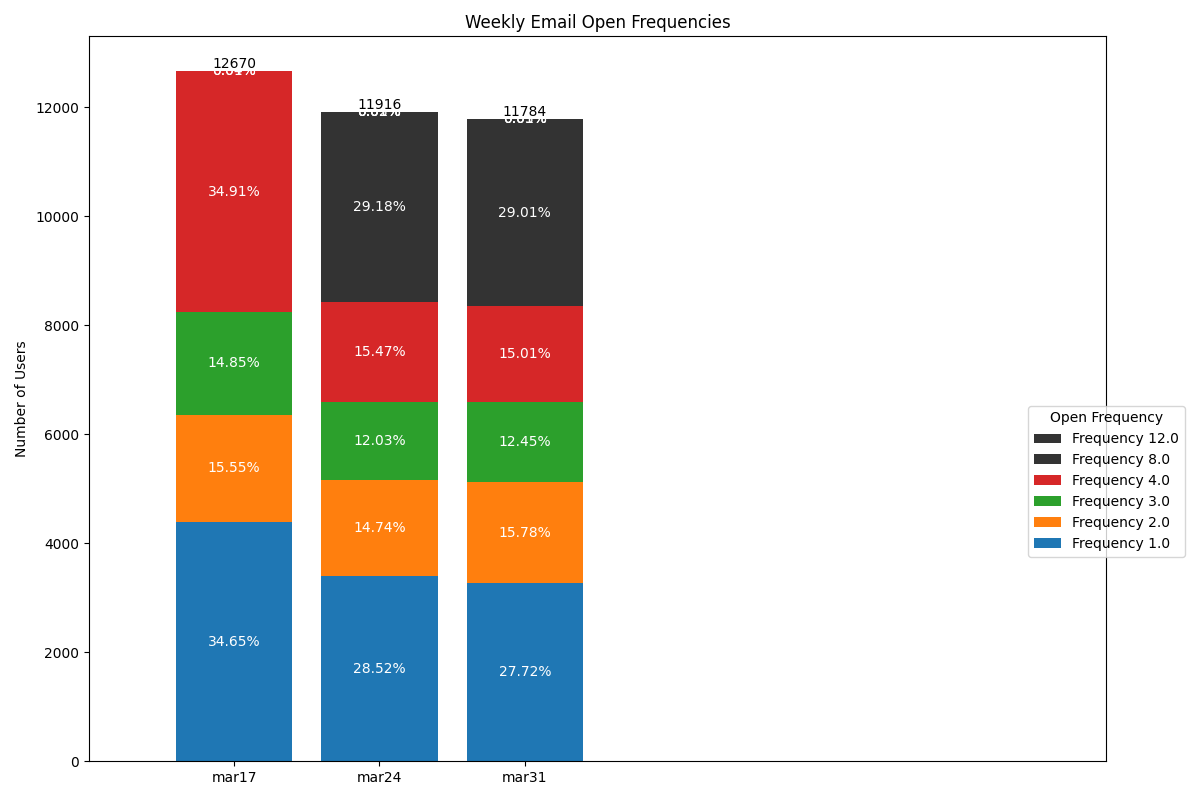 Weekly Email Open Frequencies
Number of Users
12000
10000
8000
6000
4000
2000
0
12670
34.91%
14.85%
15.55%
34.65%
mar17
11916
29.18%
15.47%
12.03%
14.74%
28.52%
mar24
11784
29.01%
15.01%
12.45%
15.78%
27.72%
mar31
Open Frequency
Frequency 12.0
Frequency 8.0
Frequency 4.0
Frequency 3.0
Frequency 2.0
Frequency 1.0